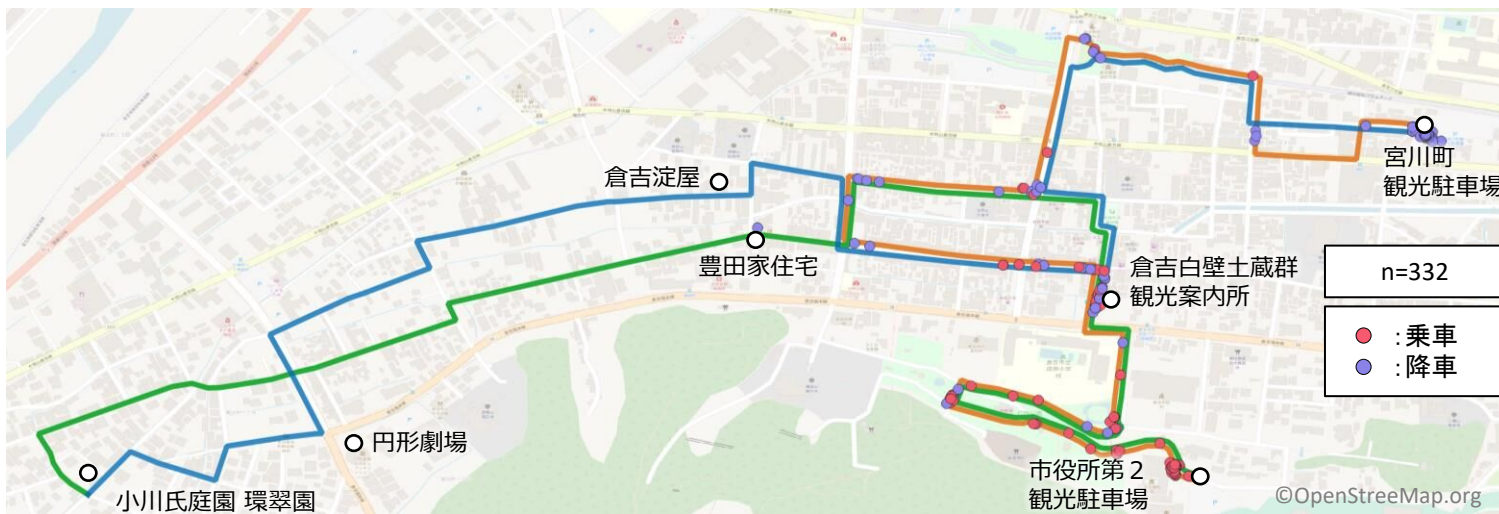 倉吉淀屋
豊田家住宅
円形劇場
小川氏庭園 環翠園
宮川町
観光駐車場
倉吉白壁土蔵群
観光案内所
n=332
:乗車
:降車
市役所第2
観光駐車場
©OpenStreetMap.org